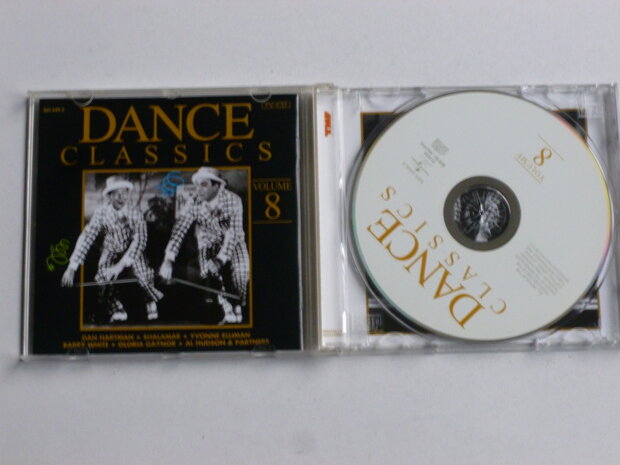 DANCE
CLASSICS
VOLUME
8
DAN HARTMAN • SHALAMAR • YVONNE ELLIMAN
BARRY WHITE • GLORIA GAYNOR • AL HUDSON & PARTNERS
8
VOLUME
DANCE
CLASSICS